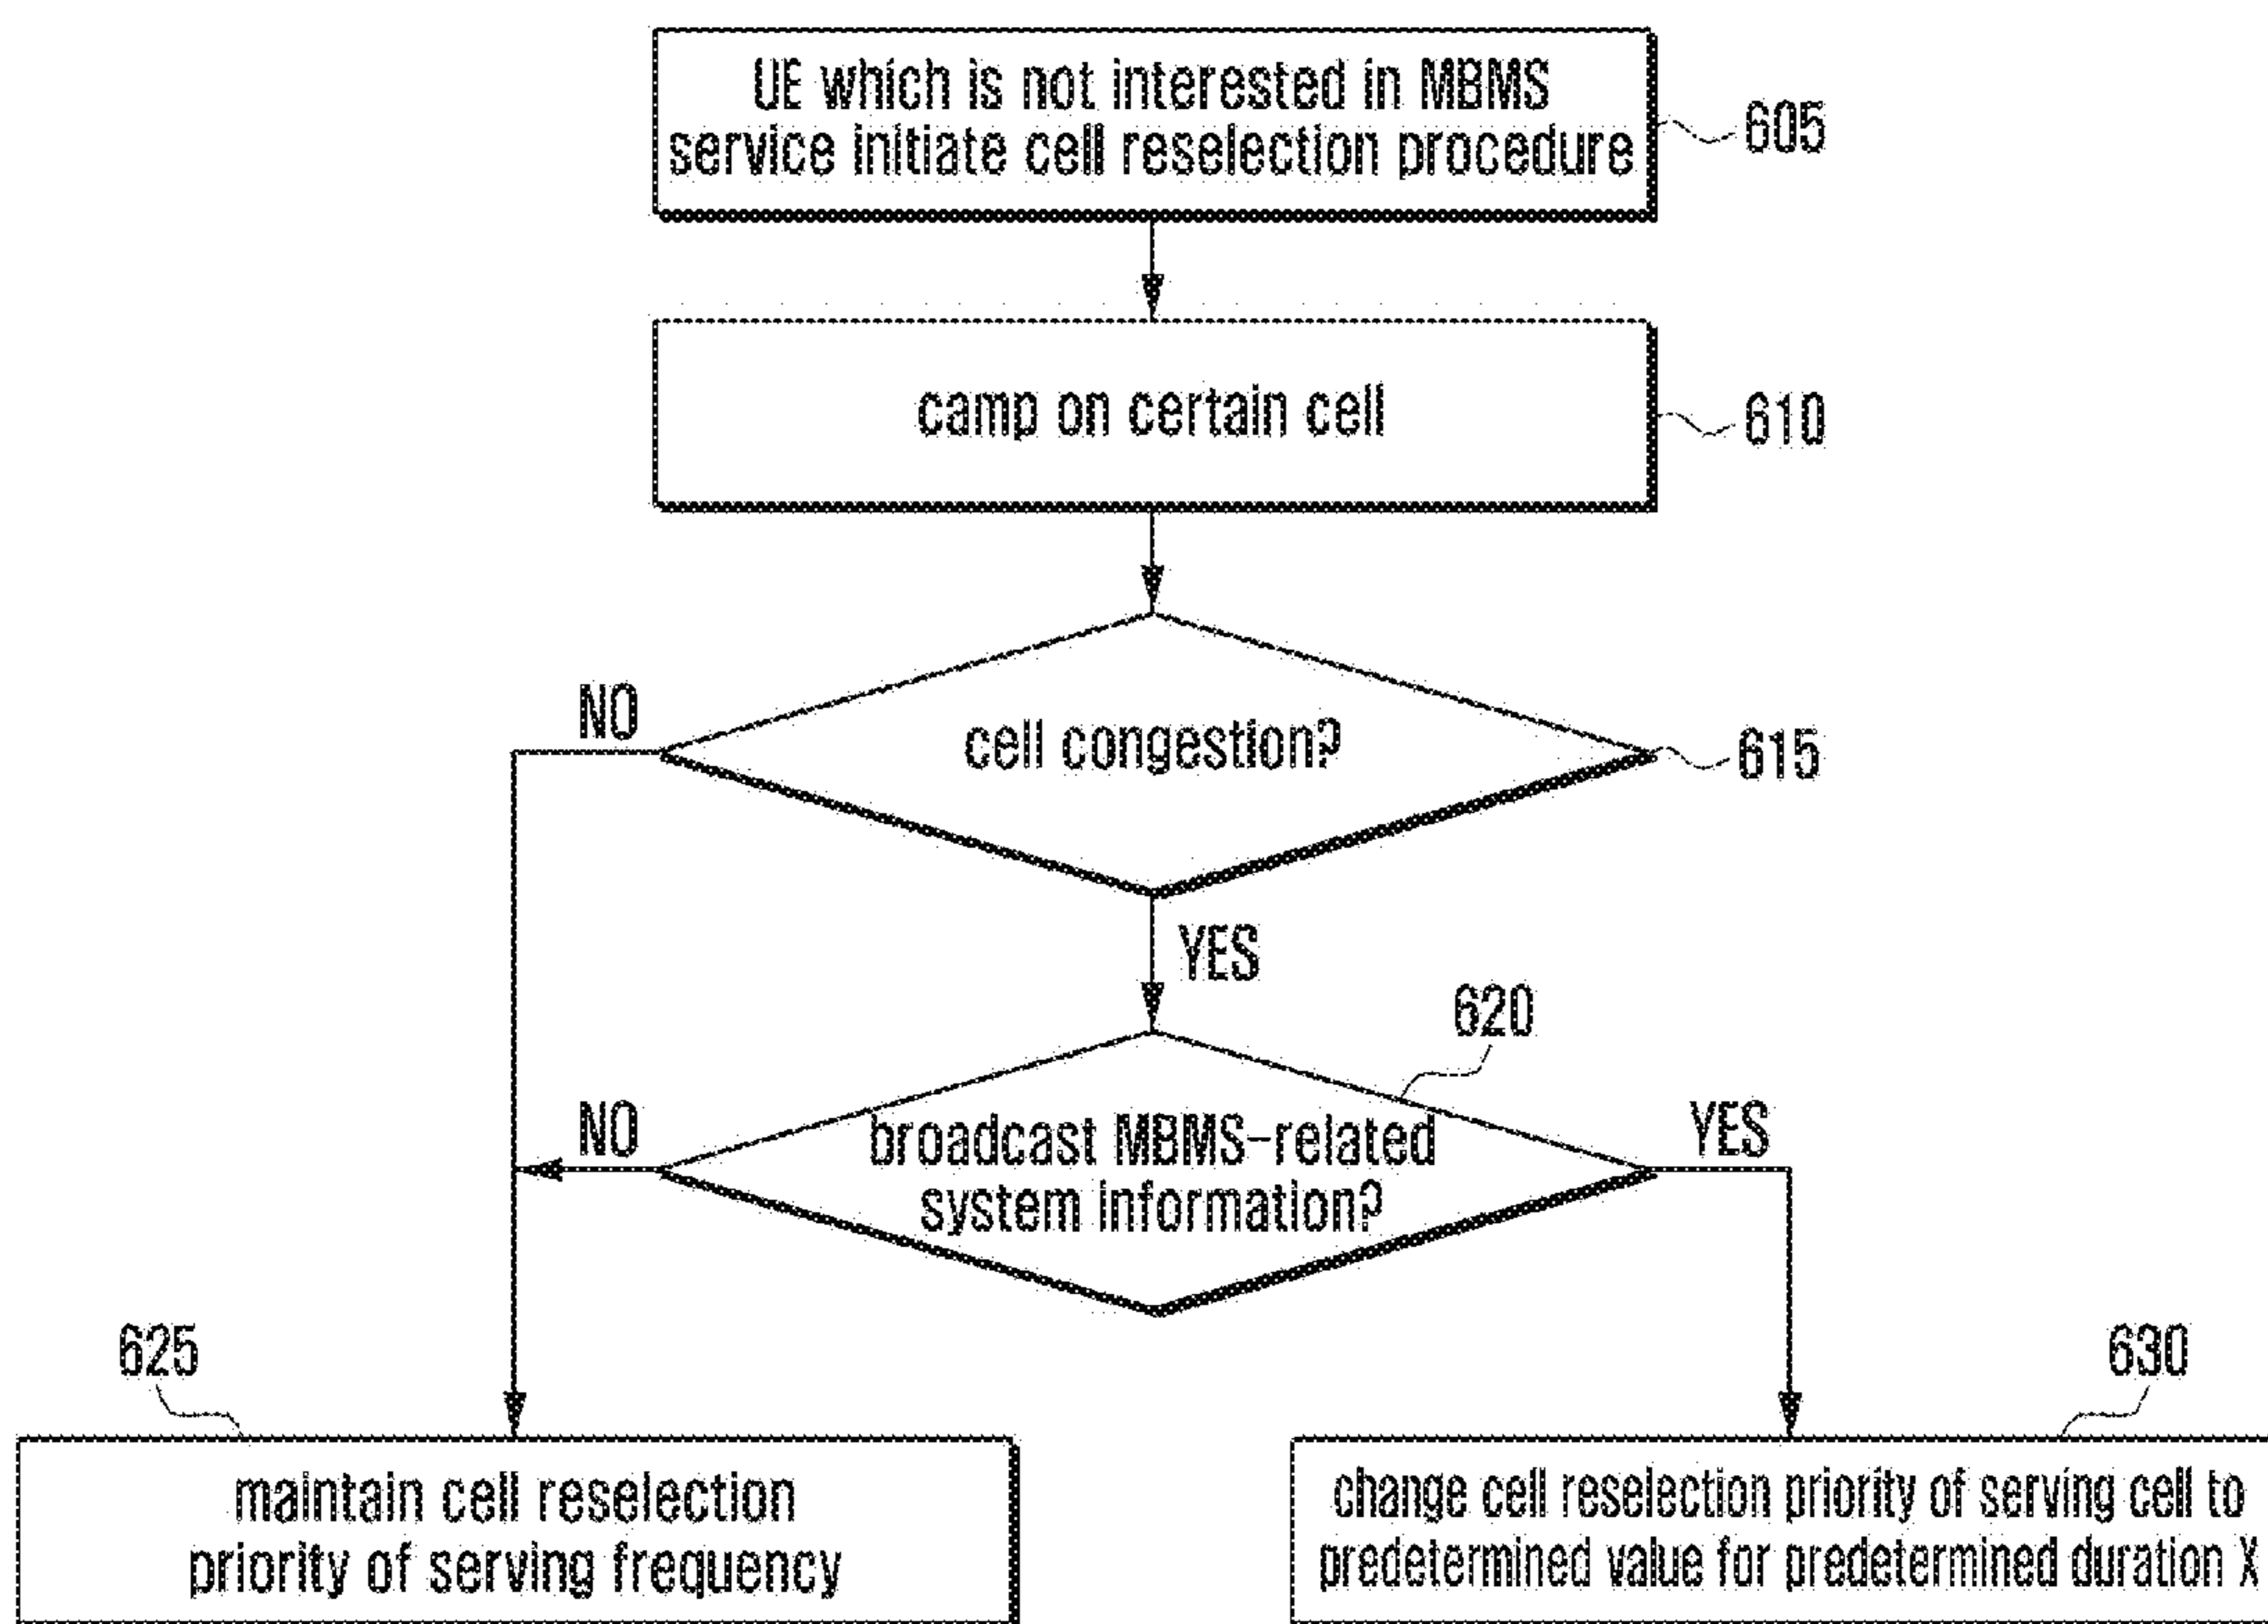 UE which is not interested in MBMS
service initiate cell reselection procedure
605
camp on certain cell
610
cell congestion?
615
NO
YES
620
broadcast MBMS-related
system information?
NO
YES
625
maintain cell reselection
priority of serving frequency
630
change cell reselection priority of serving cell to
predetermined value for predetermined duration X